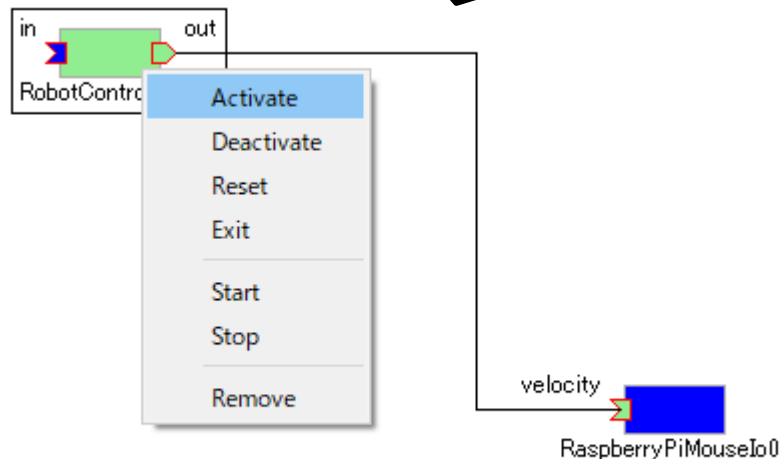 in
out
RobotContro
Activate
Deactivate
Reset
Exit
Start
Stop
Remove
velocity
RaspberryPiMouseIo0